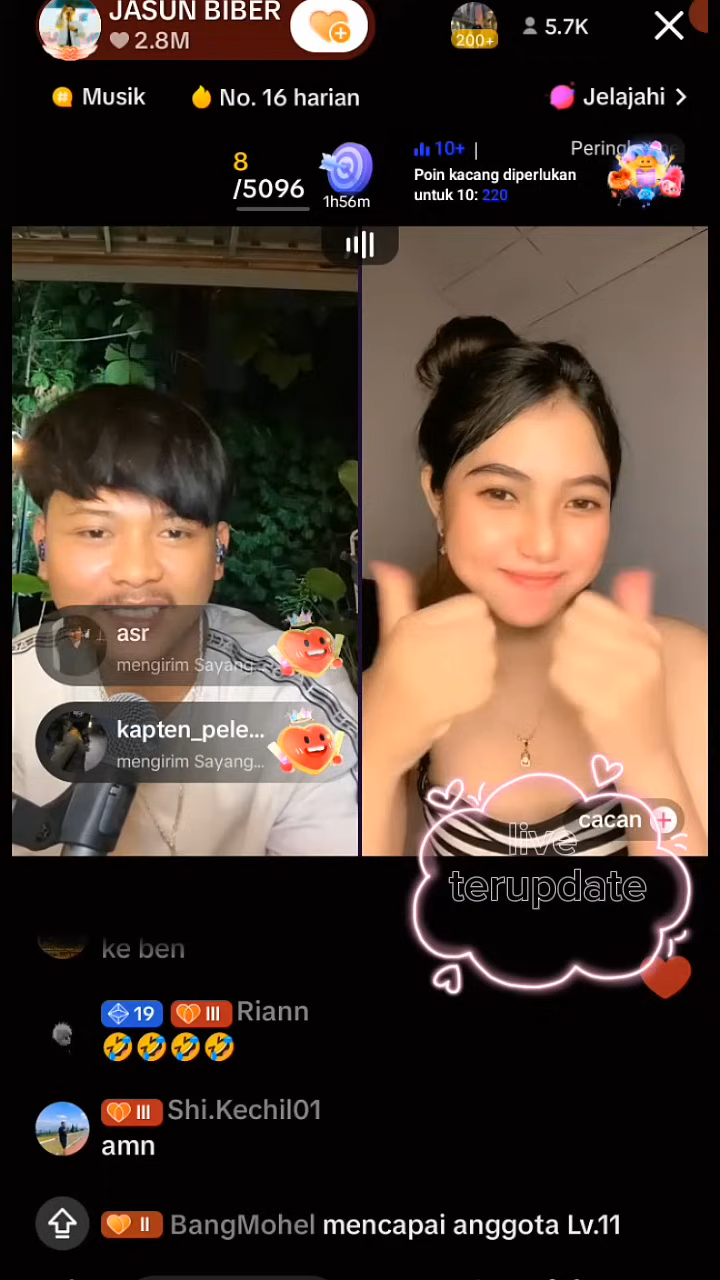 JASUN BIBER
2.8M
200+
5.7K
Musik
No. 16 harian
Jelajahi
8
/5096
1h56m
10+ |
Poin kacang diperlukan
untuk 10: 220
asr
mengirim Sayang...
kapten_pele...
mengirim Sayang...
cacan
live
terupdate
ke ben
19 III Riann
III Shi.Kechil01
amn
II BangMohel mencapai anggota Lv.11